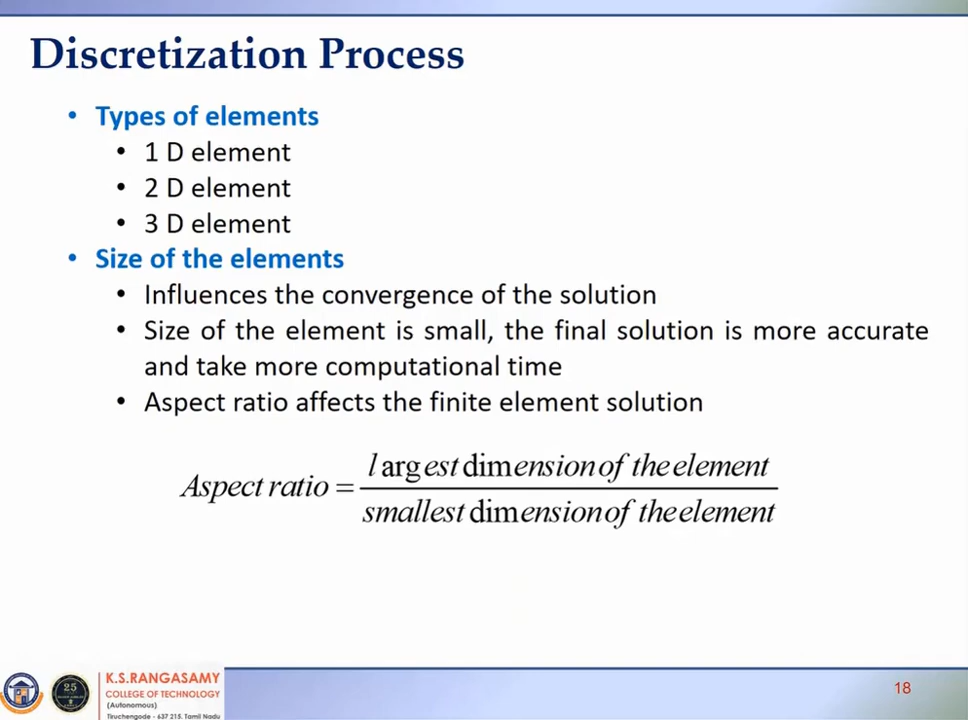 Discretization Process
• Types of elements
• 1 D element
• 2 D element
• 3 D element
• Size of the elements
• Influences the convergence of the solution
• Size of the element is small, the final solution is more accurate
and take more computational time
• Aspect ratio affects the finite element solution
Aspect ratio = largest dimension of the element
smallest dimension of the element
25
K.S.RANGASAMY
COLLEGE OF TECHNOLOGY
(Autonomous)
Tiruchengode - 637 215. Tamil Nadu
18